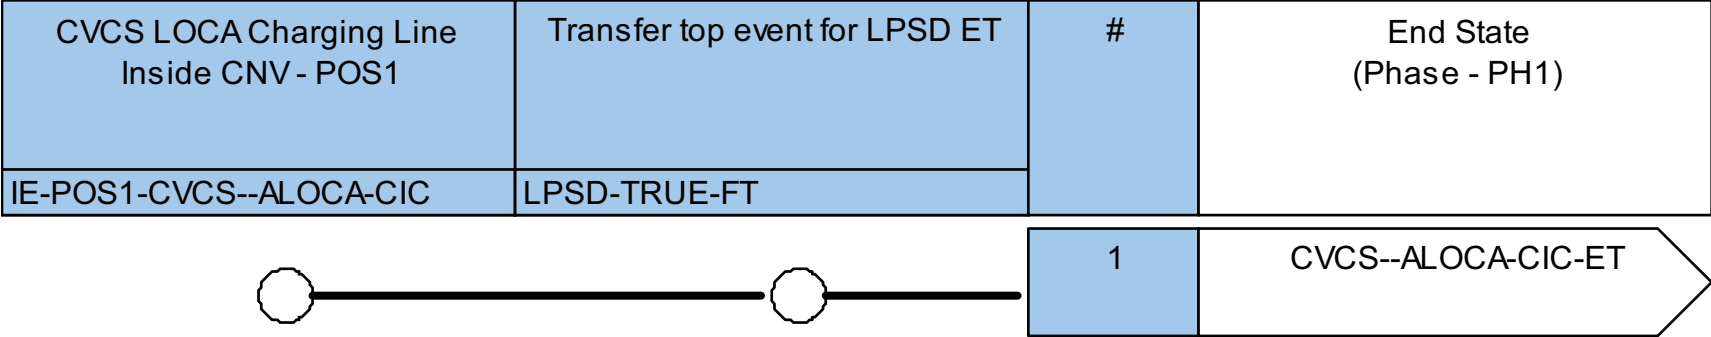 CVCS LOCA Charging Line
Inside CNV - POS1
Transfer top event for LPSD ET
#
End State
(Phase - PH1)
IE-POS1-CVCS--ALOCA-CIC
LPSD-TRUE-FT
1
CVCS--ALOCA-CIC-ET